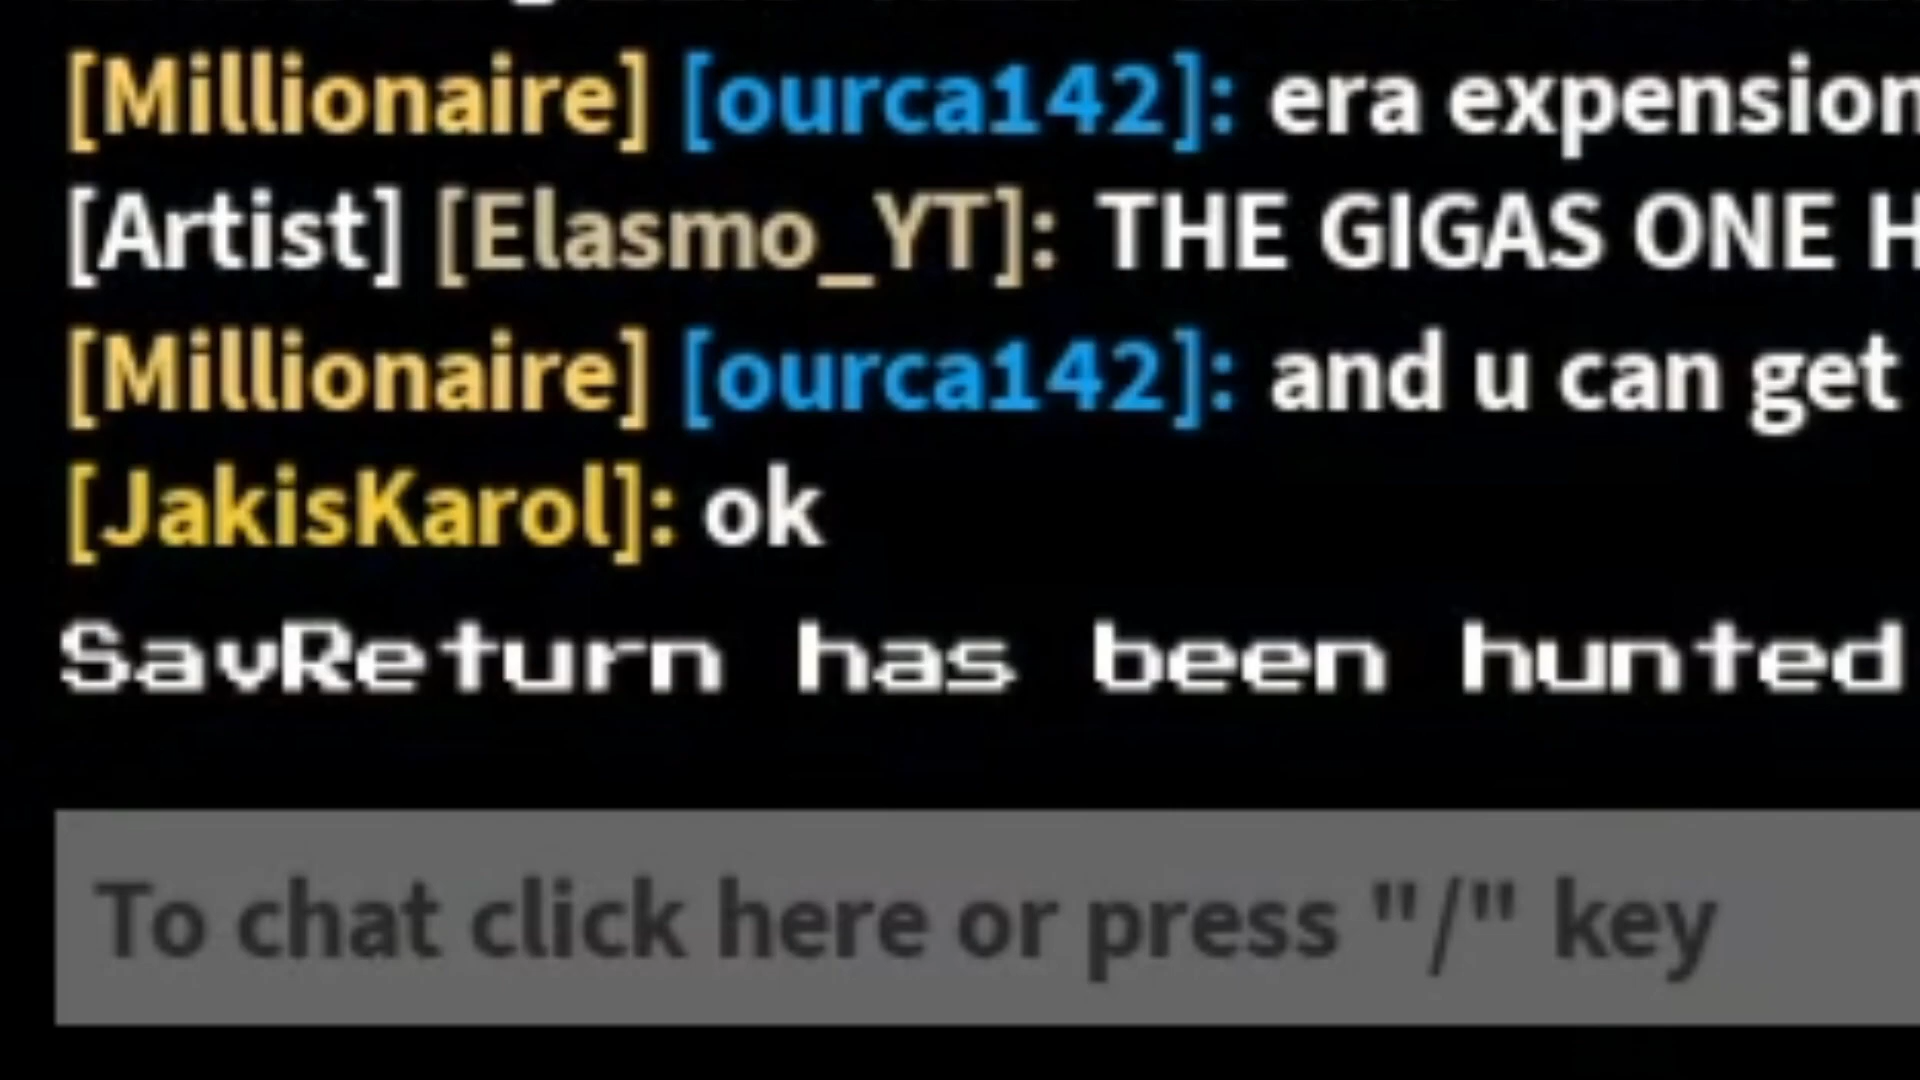 [Millionaire] [ourca142]: era expension
[Artist] [Elasmo_YT]: THE GIGAS ONE H
[Millionaire] [ourca142]: and u can get
[JakisKarol]: ok
SavReturn has been hunted
To chat click here or press "/" key